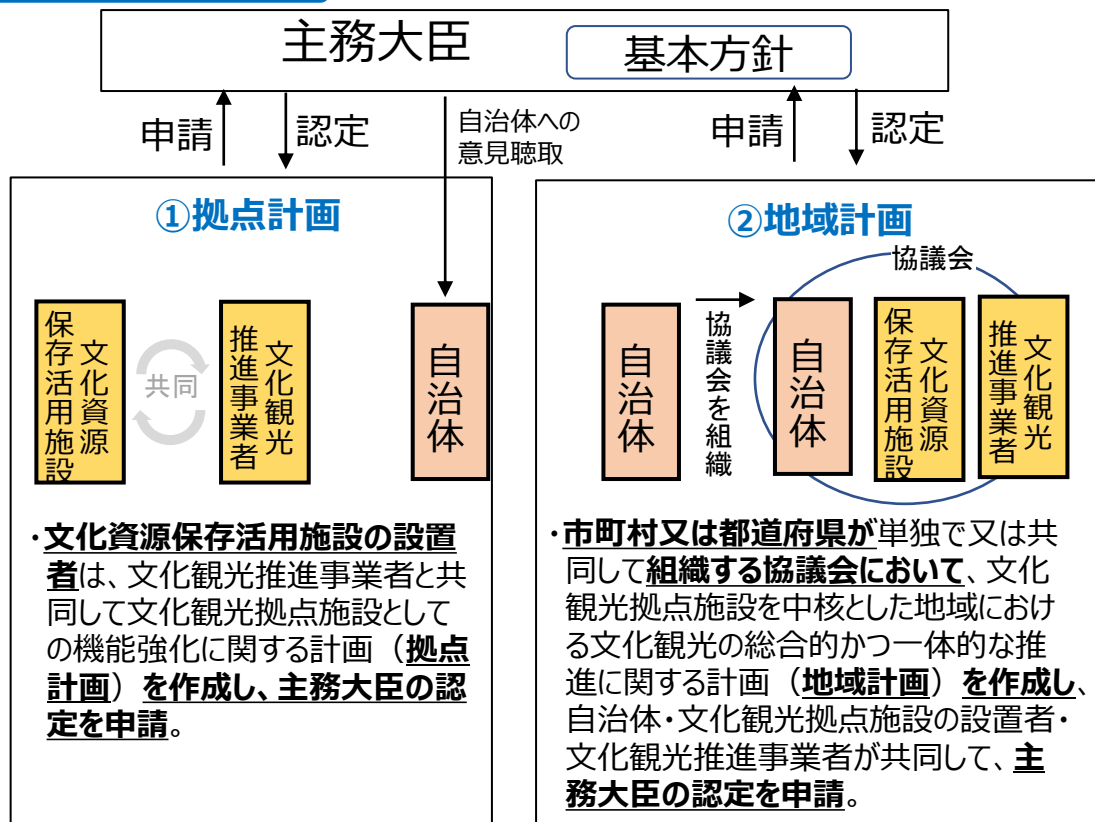 主務大臣
基本方針
申請
認定
自治体への
意見聴取
申請
認定
①拠点計画
文化資源
保存活用施設
共同
文化観光
推進事業者
自治体
・文化資源保存活用施設の設置
者は、文化観光推進事業者と共
同して文化観光拠点施設として
の機能強化に関する計画（拠点
計画）を作成し、主務大臣の認
定を申請。
②地域計画
協議会
自治体
協議会を組織
自治体
文化資源
保存活用施設
文化観光
推進事業者
・市町村又は都道府県が単独で又は共
同して組織する協議会において、文化
観光拠点施設を中核とした地域におけ
る文化観光の総合的かつ一体的な推
進に関する計画（地域計画）を作成し、
自治体・文化観光拠点施設の設置者・
文化観光推進事業者が共同して、主
務大臣の認定を申請。